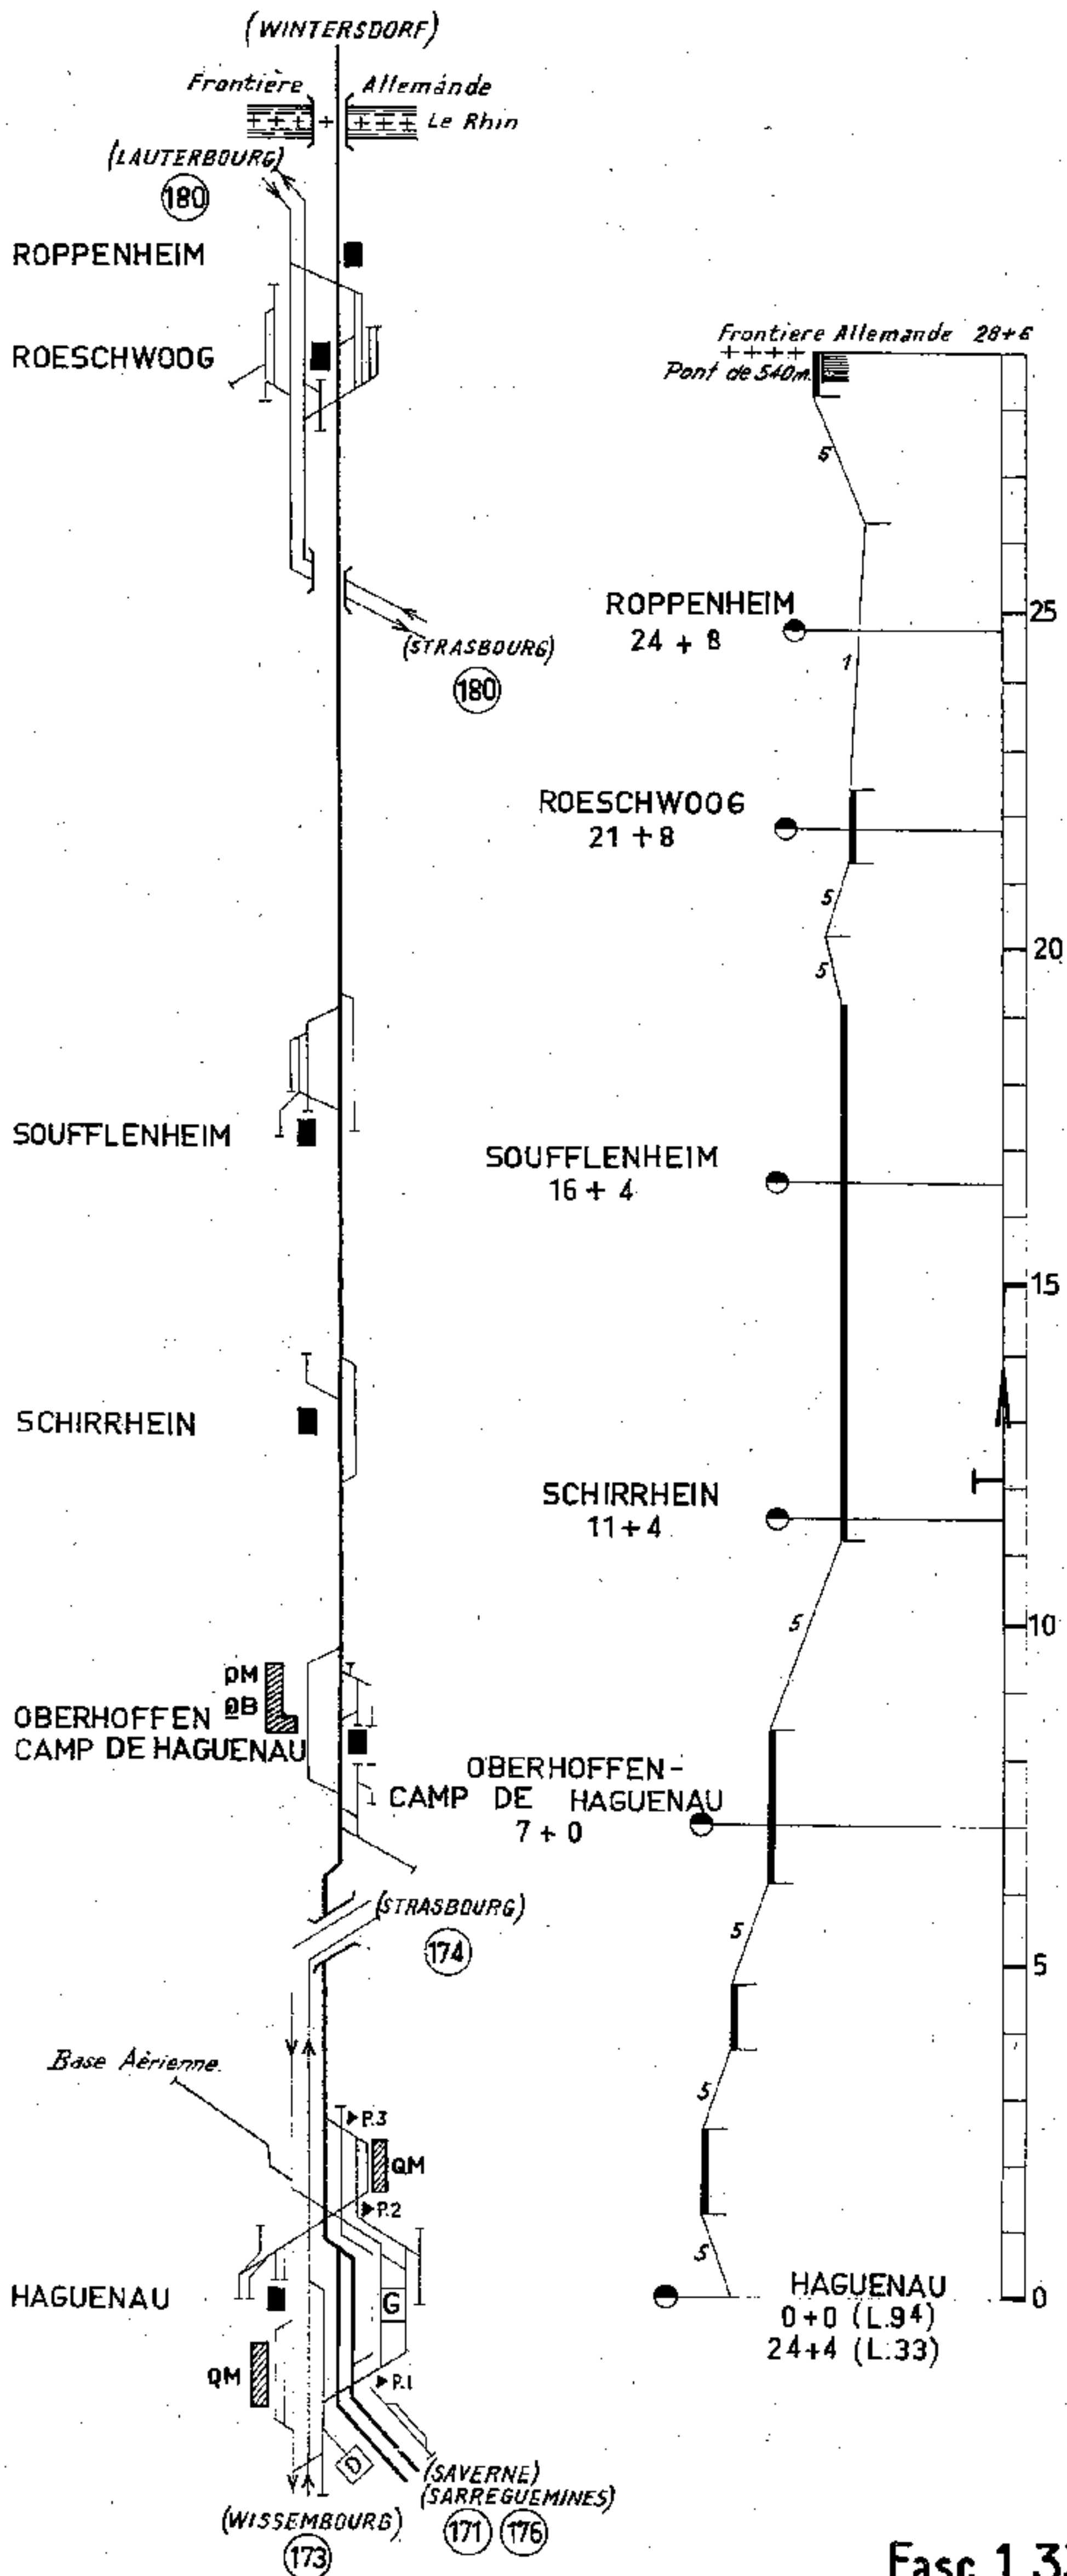 (WINTERSDORF)
Frontière Allemande
Le Rhin
(LAUTERBOURG)
180
ROPPENHEIM
ROESCHWOOG
(STRASBOURG)
180
SOUFFLENHEIM
SCHIRRHEIN
QM
QB
OBERHOFFEN
CAMP DE HAGUENAU
(STRASBOURG)
174
Base Aérienne.
P.3
QM
P.2
HAGUENAU
G
QM
P.1
D
(SAVERNE)
(SARREGUEMINES)
171 176
(WISSEMBOURG)
173
Frontiere Allemande 28+6
Pont de 540m.
5
25
ROPPENHEIM
24 + 8
1
ROESCHWOOG
21 + 8
5
20
5
SOUFFLENHEIM
16 + 4
15
SCHIRRHEIN
11 + 4
5
10
OBERHOFFEN -
CAMP DE HAGUENAU
7 + 0
5
5
5
5
HAGUENAU
0
0+0 (L.94)
24+4 (L.33)